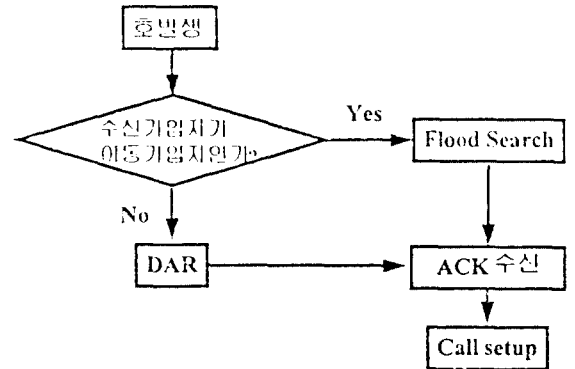 호발생
수신가입자가
이동가입자인가?
Yes
Flood Search
No
DAR
ACK 수신
Call setup